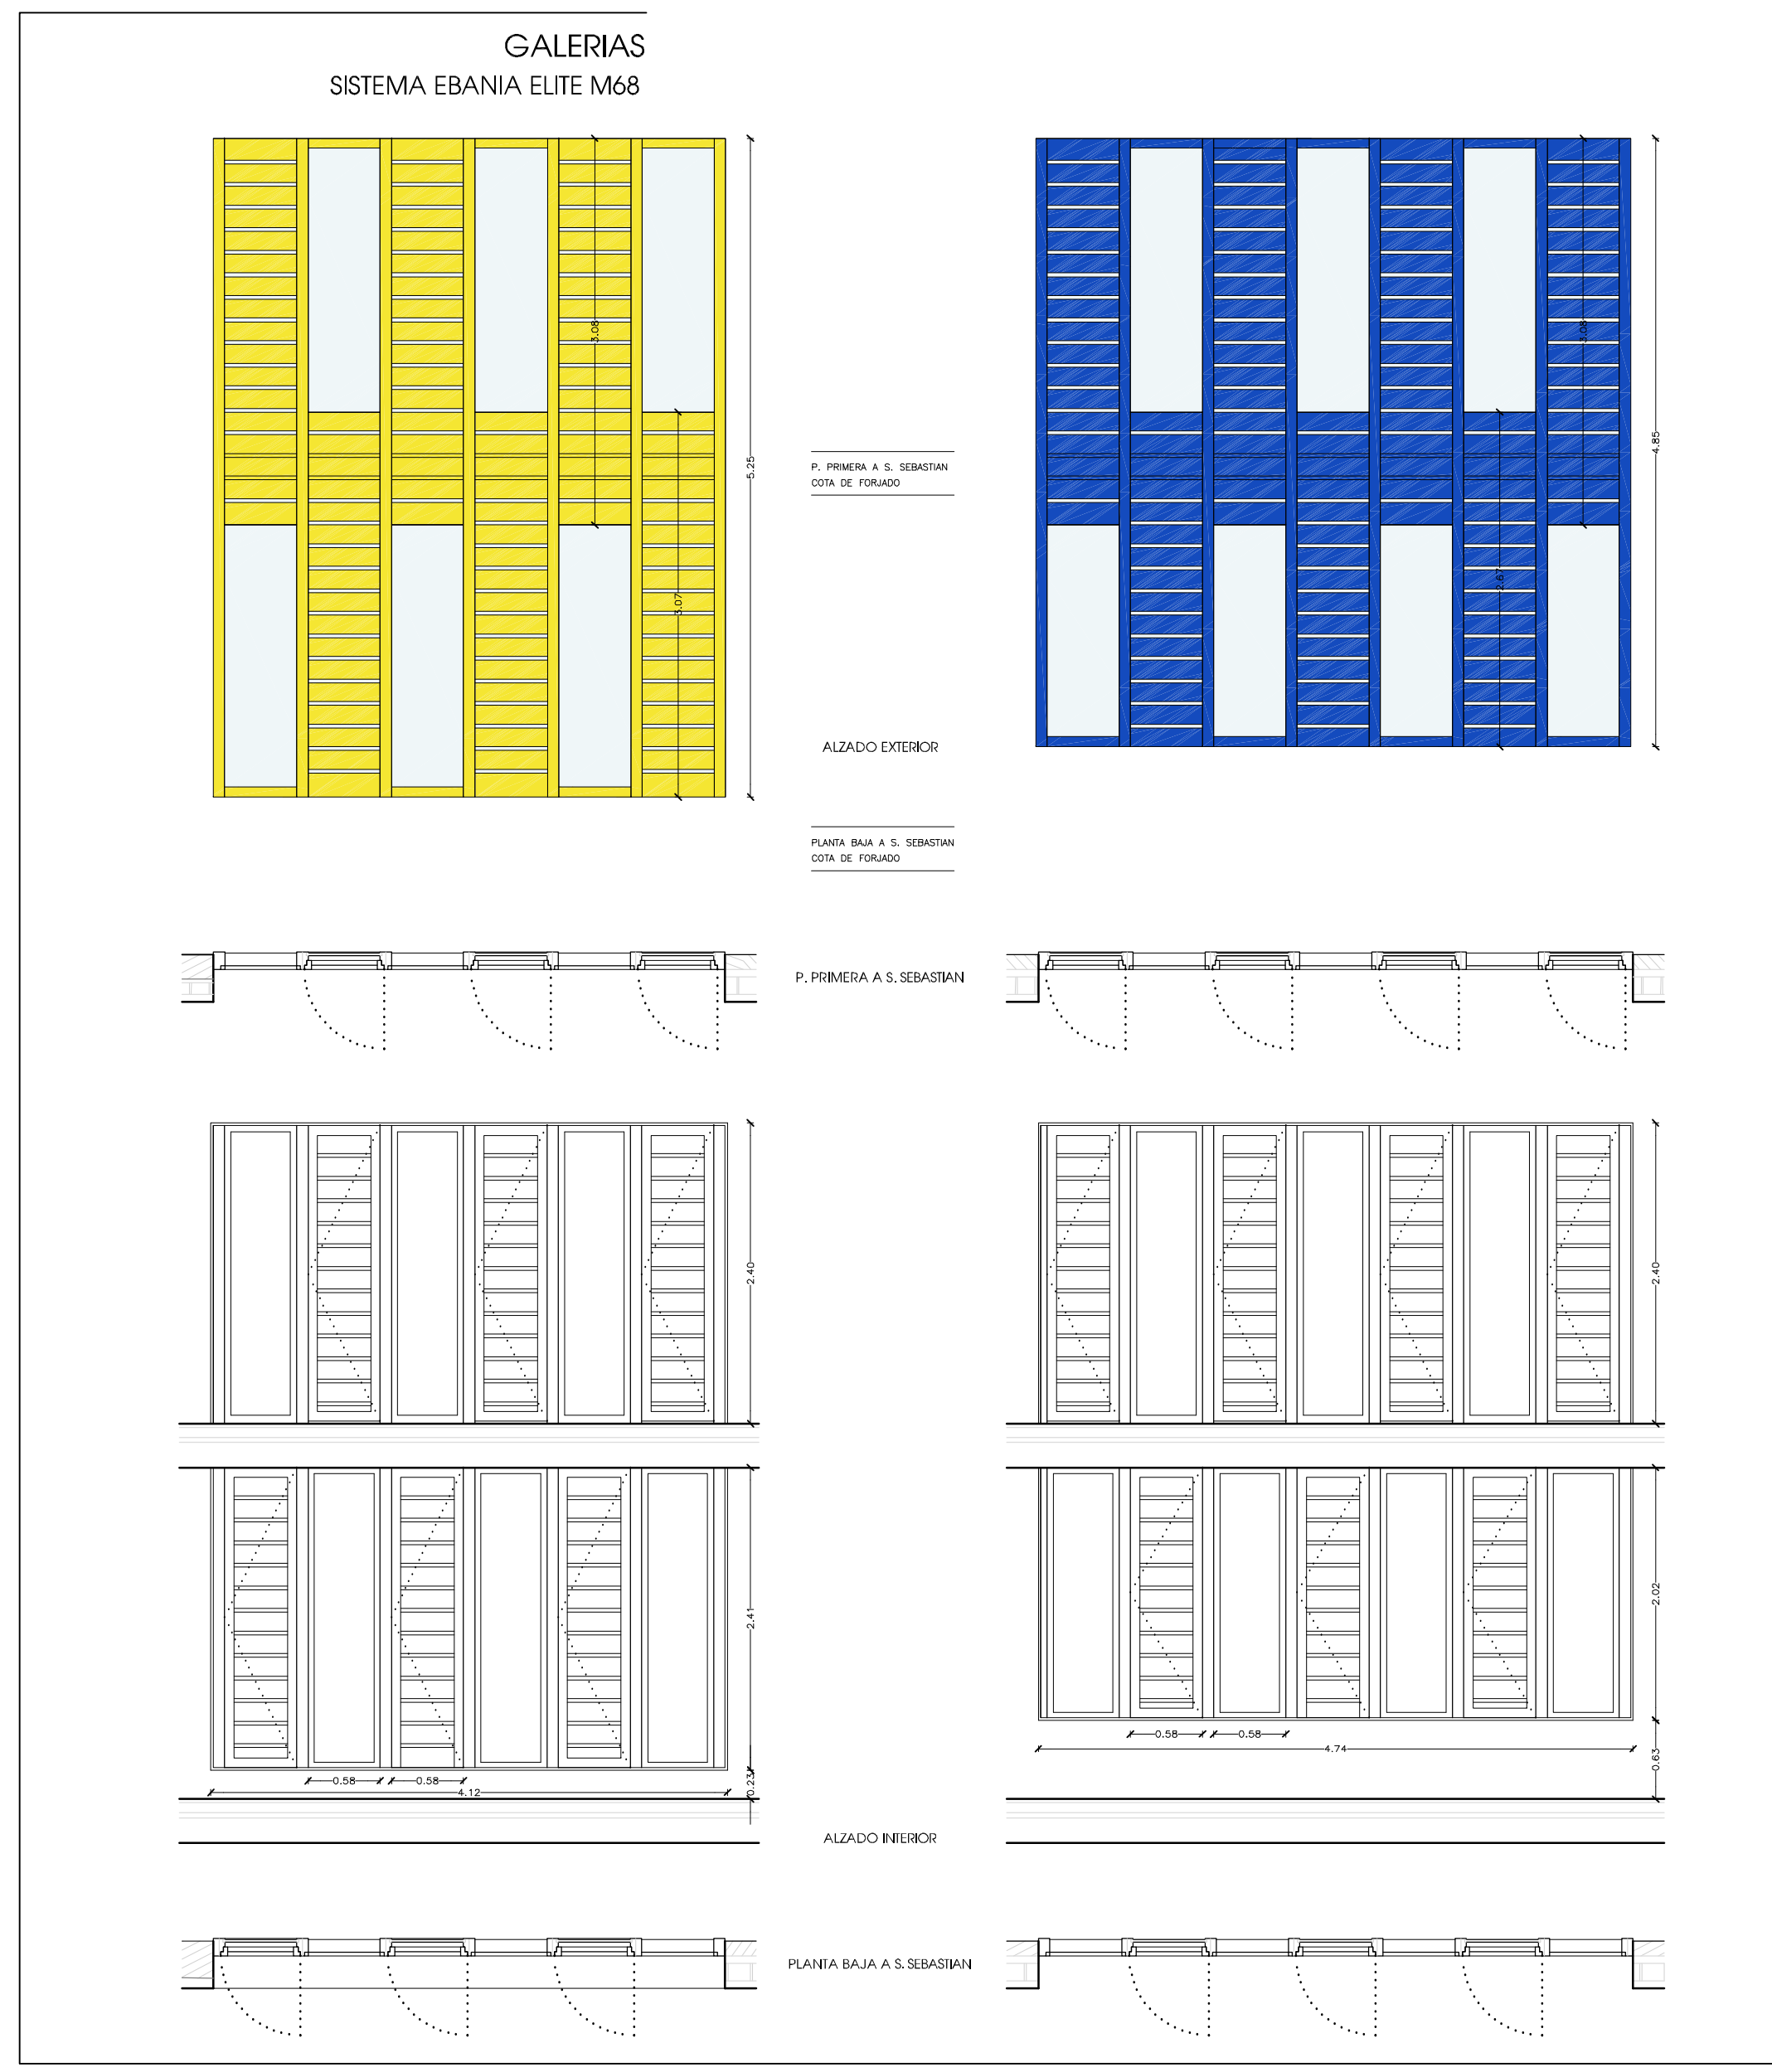 GALERIAS
SISTEMA EBANIA ELITE M68
3.08
3.07
5.25
P. PRIMERA A S. SEBASTIAN
COTA DE FORJADO
3.08
2.67
4.85
ALZADO EXTERIOR
PLANTA BAJA A S. SEBASTIAN
COTA DE FORJADO
P. PRIMERA A S. SEBASTIAN
2.40
2.40
2.41
2.02
0.58
0.58
4.12
0.23
0.58
0.58
4.74
0.63
ALZADO INTERIOR
PLANTA BAJA A S. SEBASTIAN